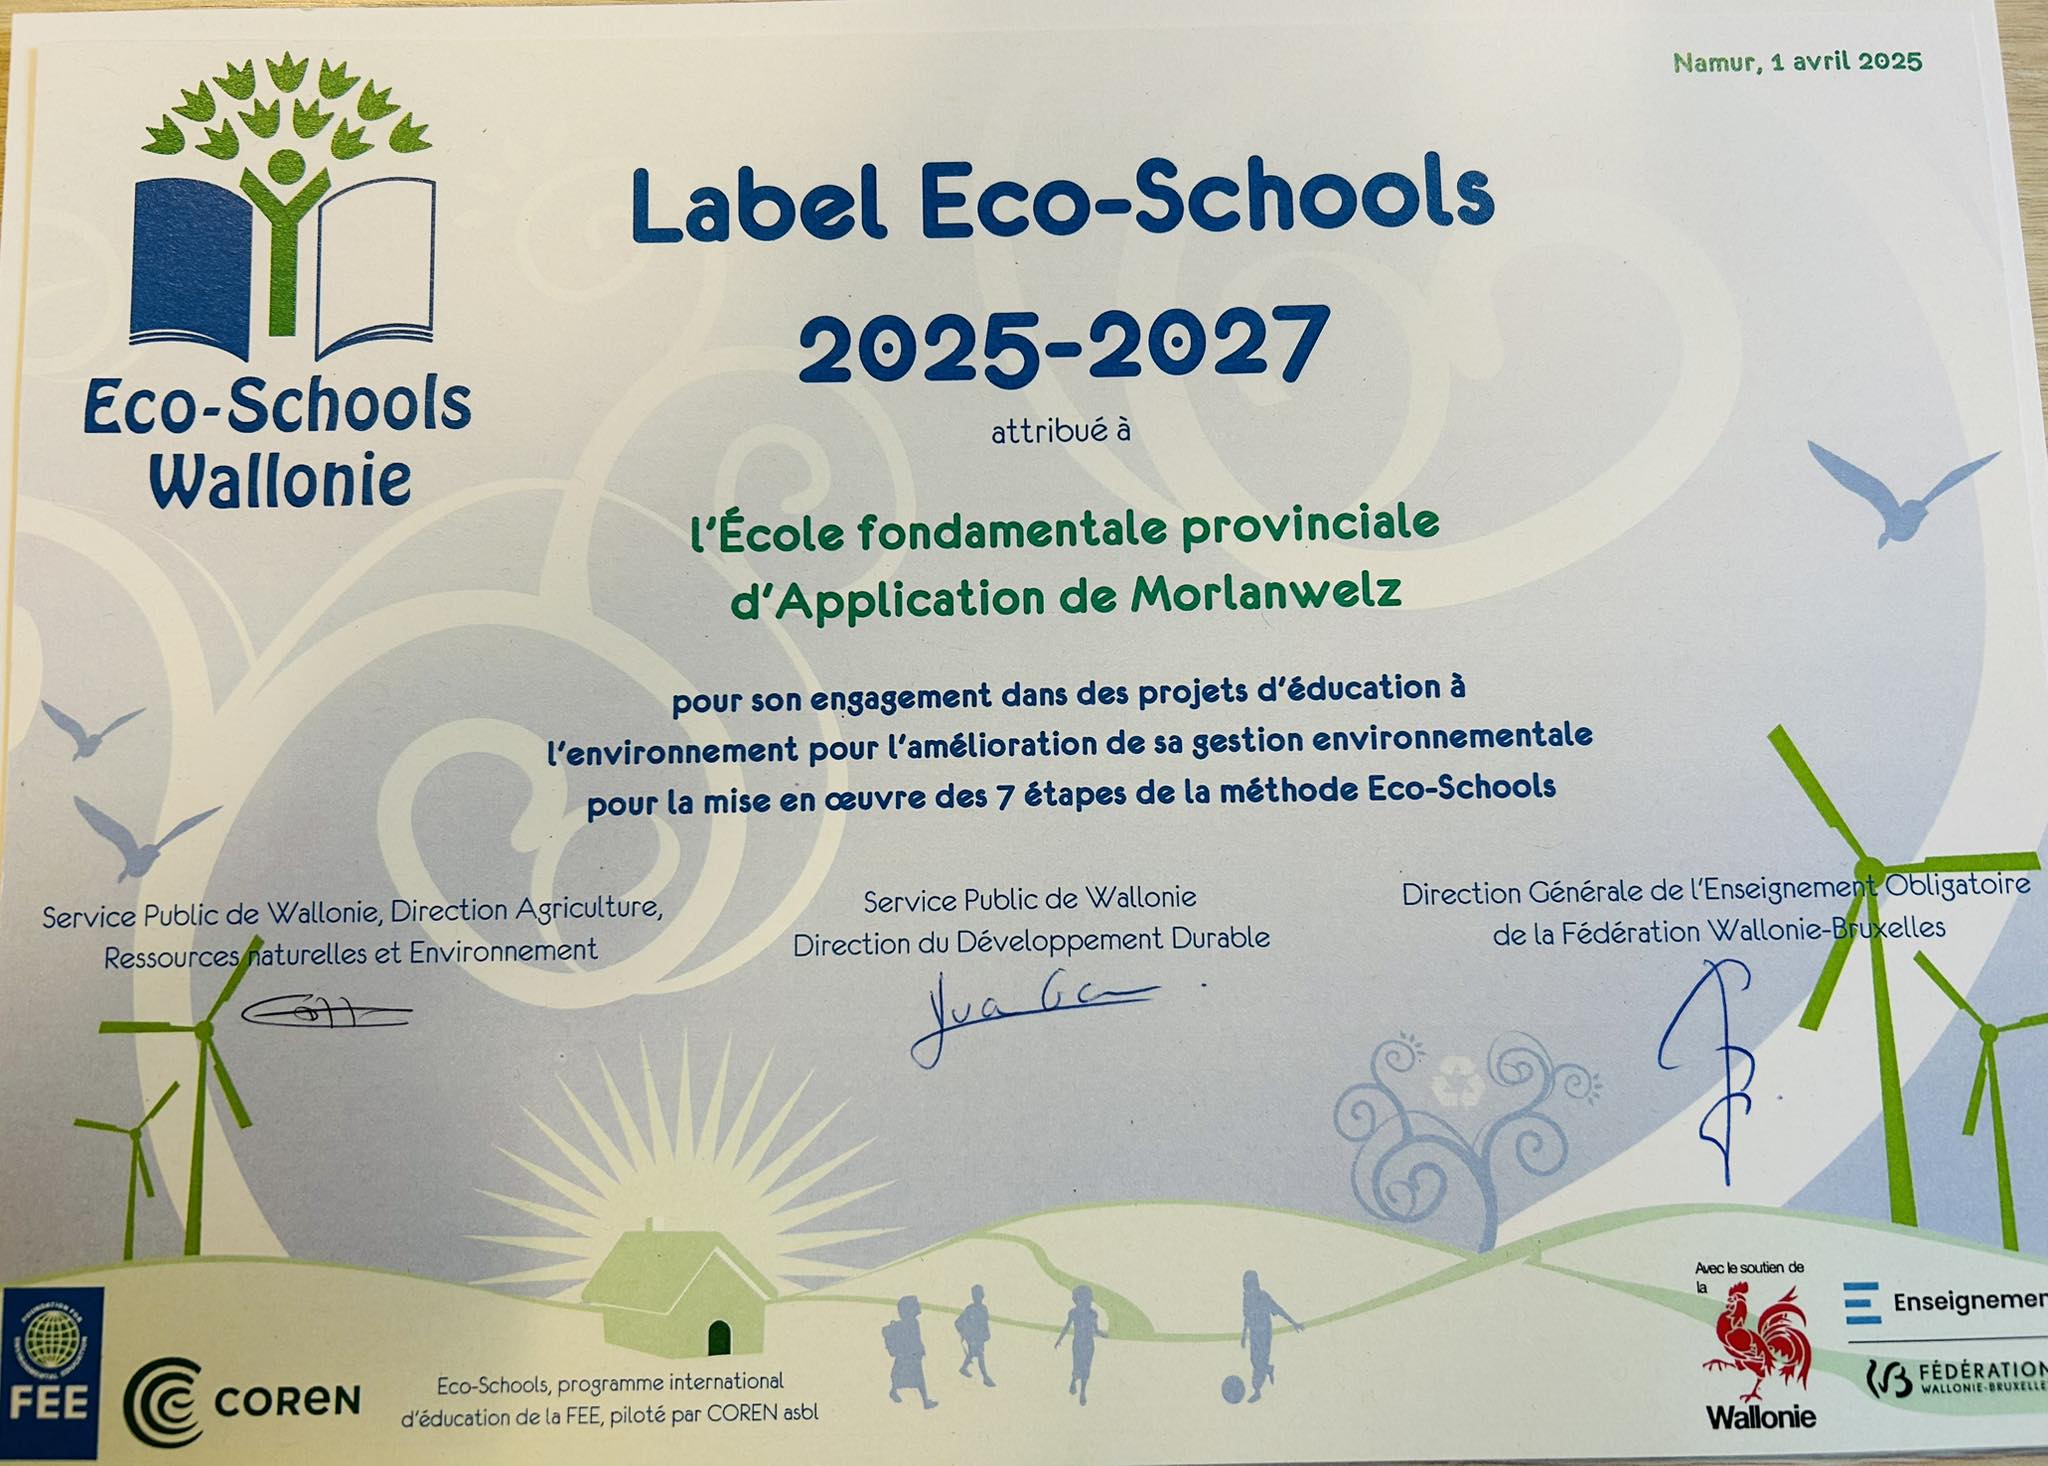 Namur, 1 avril 2025
Label Eco-Schools
2025-2027
Eco-Schools
Wallonie
attribué à
l'École fondamentale provinciale
d'Application de Morlanwelz
pour son engagement dans des projets d'éducation à
l'environnement pour l'amélioration de sa gestion environnementale
pour la mise en œuvre des 7 étapes de la méthode Eco-Schools
Service Public de Wallonie, Direction Agriculture,
Ressources naturelles et Environnement
Service Public de Wallonie
Direction du Développement Durable
Direction Générale de l'Enseignement Obligatoire
de la Fédération Wallonie-Bruxelles
FOUNDATION FOR
ENVIRONMENTAL EDUCATION
FEE
COREN
Eco-Schools, programme international
d'éducation de la FEE, piloté par COREN asbl
Avec le soutien de
la
Wallonie
Enseignemen
FÉDÉRATION
WALLONIE-BRUXELLE